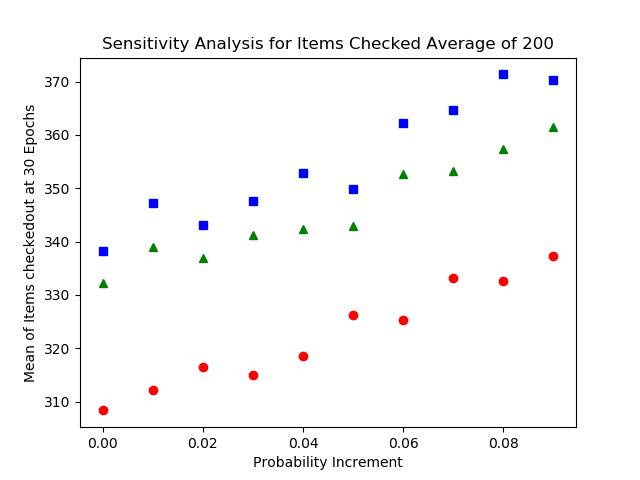 Sensitivity Analysis for Items Checked Average of 200
370
360
350
340
330
320
310
Mean of Items checkedout at 30 Epochs
0.00 0.02 0.04 0.06 0.08
Probability Increment